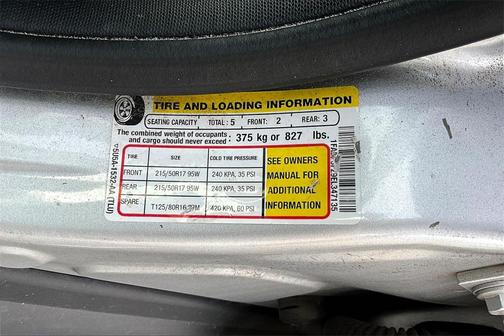 TIRE AND LOADING INFORMATION
SEATING CAPACITY TOTAL: 5 FRONT: 2 REAR: 3
The combined weight of occupants and cargo should never exceed: 375 kg or 827 lbs.
TIRE SIZE COLD TIRE PRESSURE
FRONT 215/50R17 95W 240 KPA, 35 PSI
REAR 215/50R17 95W 240 KPA, 35 PSI
SPARE T125/80R16 97M 420 KPA, 60 PSI
SEE OWNERS
MANUAL FOR
ADDITIONAL
INFORMATION